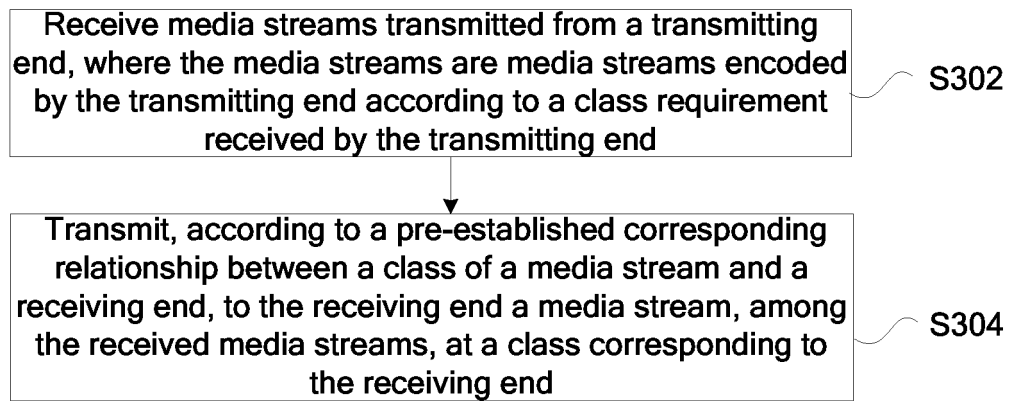 Receive media streams transmitted from a transmitting
end, where the media streams are media streams encoded
by the transmitting end according to a class requirement
received by the transmitting end
S302
Transmit, according to a pre-established corresponding
relationship between a class of a media stream and a
receiving end, to the receiving end a media stream, among
the received media streams, at a class corresponding to
the receiving end
S304